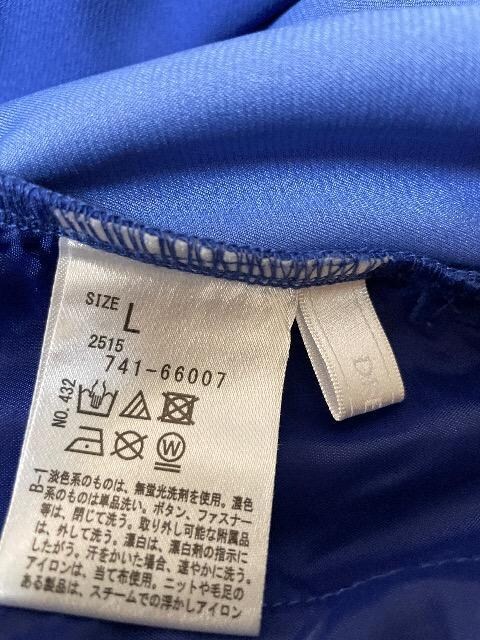 SIZE L
2515
741-66007
NO. 432
W
B-1
淡色系のものは、無蛍光洗剤を使用。濃色
系のものは単品洗い。ボタン、ファスナー
等は、閉じて洗う。取り外し可能な附属品
は、外して洗う。漂白は、漂白剤の指示に
したがう。汗をかいた場合、速やかに洗う。
アイロンは、当て布使用。ニットや毛足の
ある製品は、スチームでの浮かしアイロン